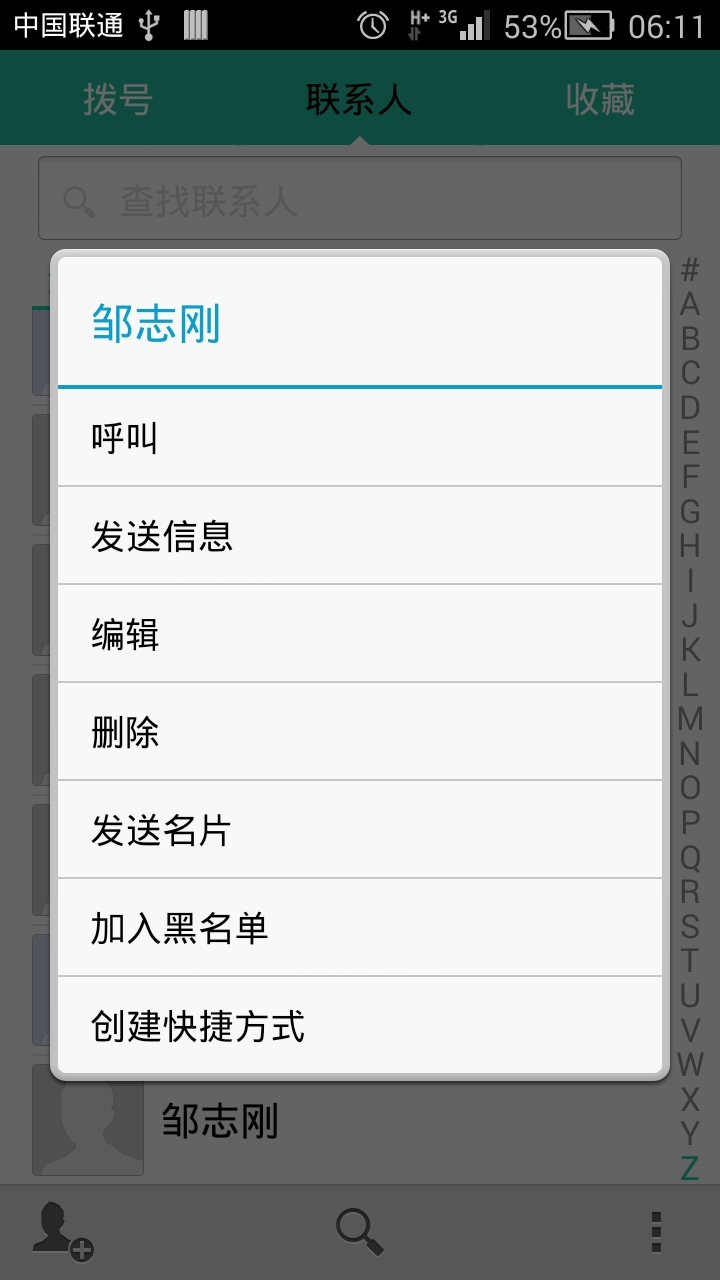 中国联通 H+ 3G 53% 06:11
拨号 联系人 收藏
查找联系人
邹志刚
呼叫
发送信息
编辑
删除
发送名片
加入黑名单
创建快捷方式
邹志刚
#
A
B
C
D
E
F
G
H
I
J
K
L
M
N
O
P
Q
R
S
T
U
V
W
X
Y
Z